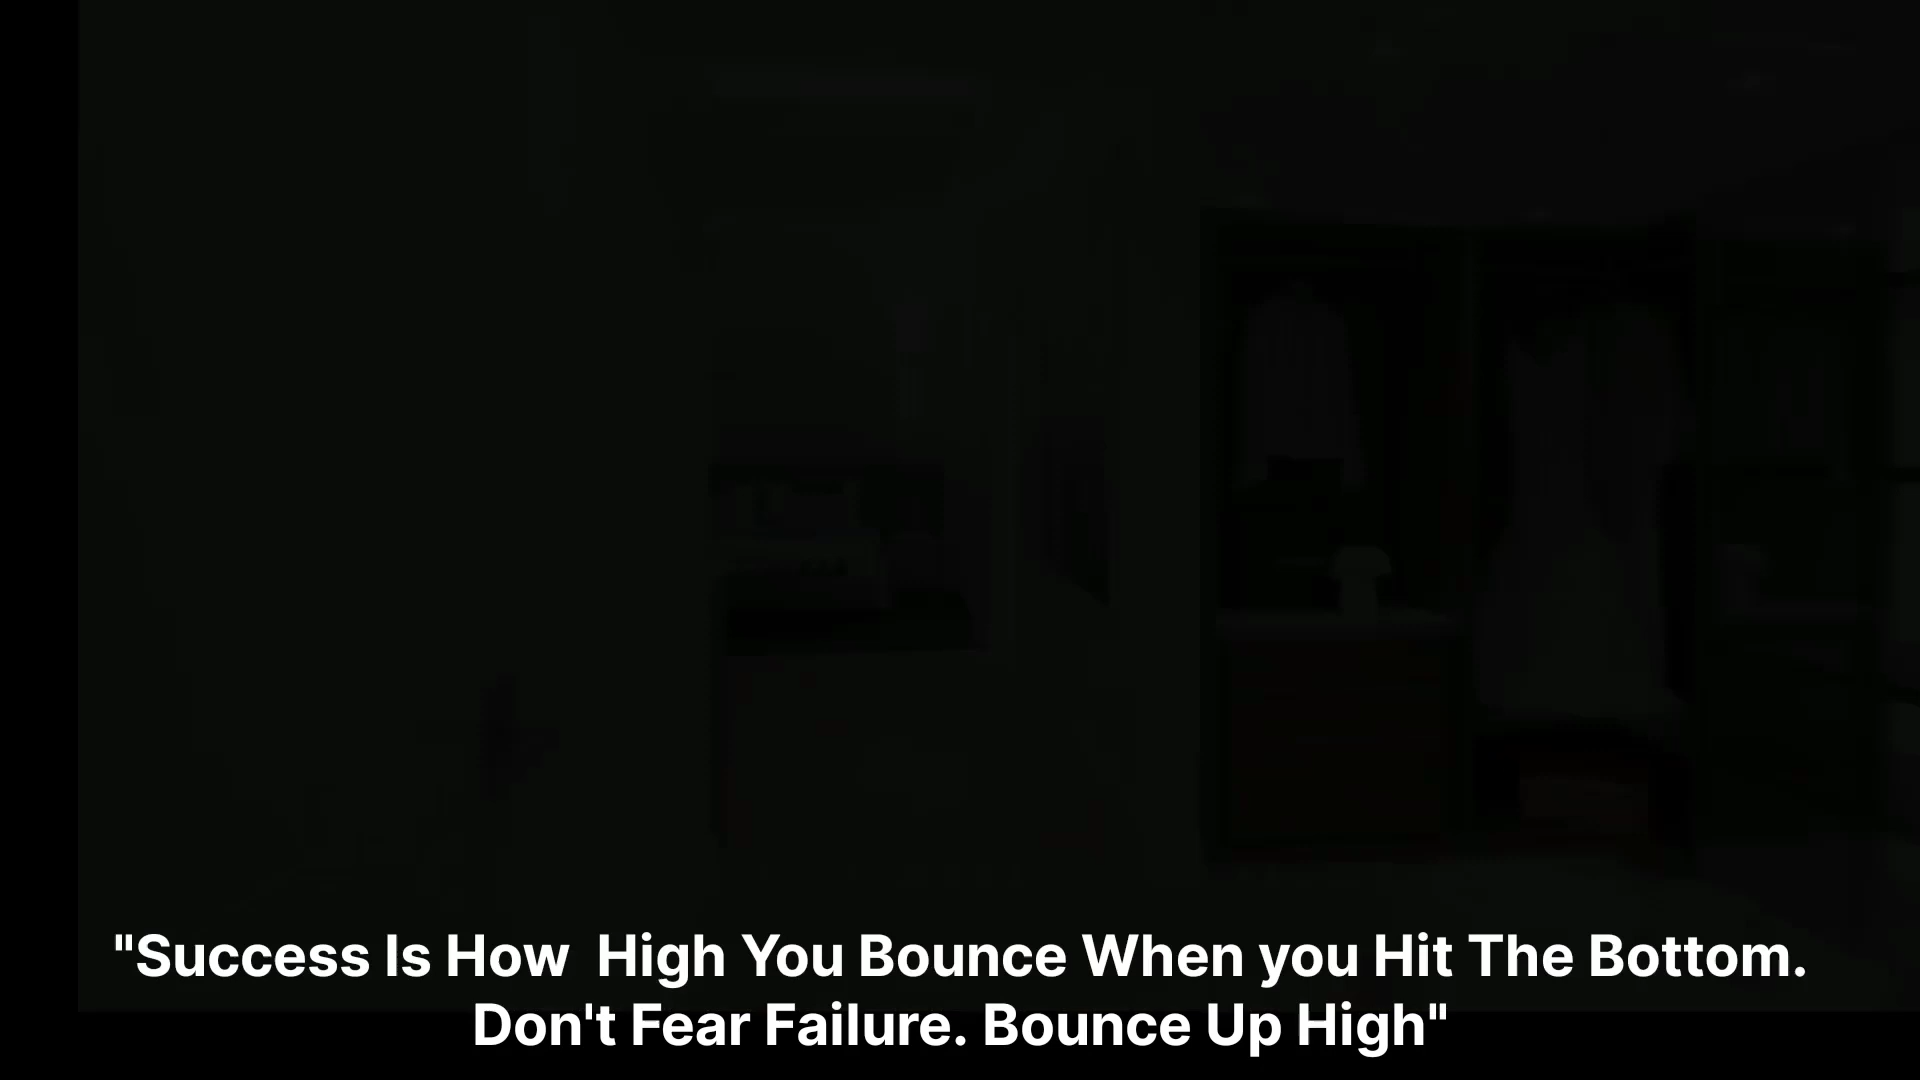 "Success Is How  High You Bounce When you Hit The Bottom.
Don't Fear Failure. Bounce Up High"